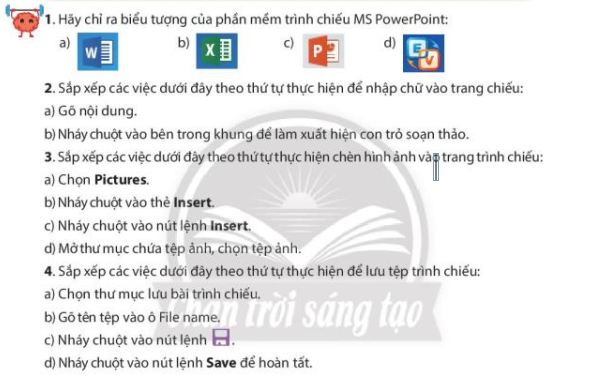 1. Hãy chỉ ra biểu tượng của phần mềm trình chiếu MS PowerPoint:
a) W b) X c) P d) E V
2. Sắp xếp các việc dưới đây theo thứ tự thực hiện để nhập chữ vào trang chiếu:
a) Gõ nội dung.
b) Nháy chuột vào bên trong khung để làm xuất hiện con trỏ soạn thảo.
3. Sắp xếp các việc dưới đây theo thứ tự thực hiện chèn hình ảnh vào trang trình chiếu:
a) Chọn Pictures.
b) Nháy chuột vào thẻ Insert.
c) Nháy chuột vào nút lệnh Insert.
d) Mở thư mục chứa tệp ảnh, chọn tệp ảnh.
4. Sắp xếp các việc dưới đây theo thứ tự thực hiện để lưu tệp trình chiếu:
a) Chọn thư mục lưu bài trình chiếu.
b) Gõ tên tệp vào ô File name.
Chân trời sáng tạo
c) Nháy chuột vào nút lệnh .
d) Nháy chuột vào nút lệnh Save để hoàn tất.